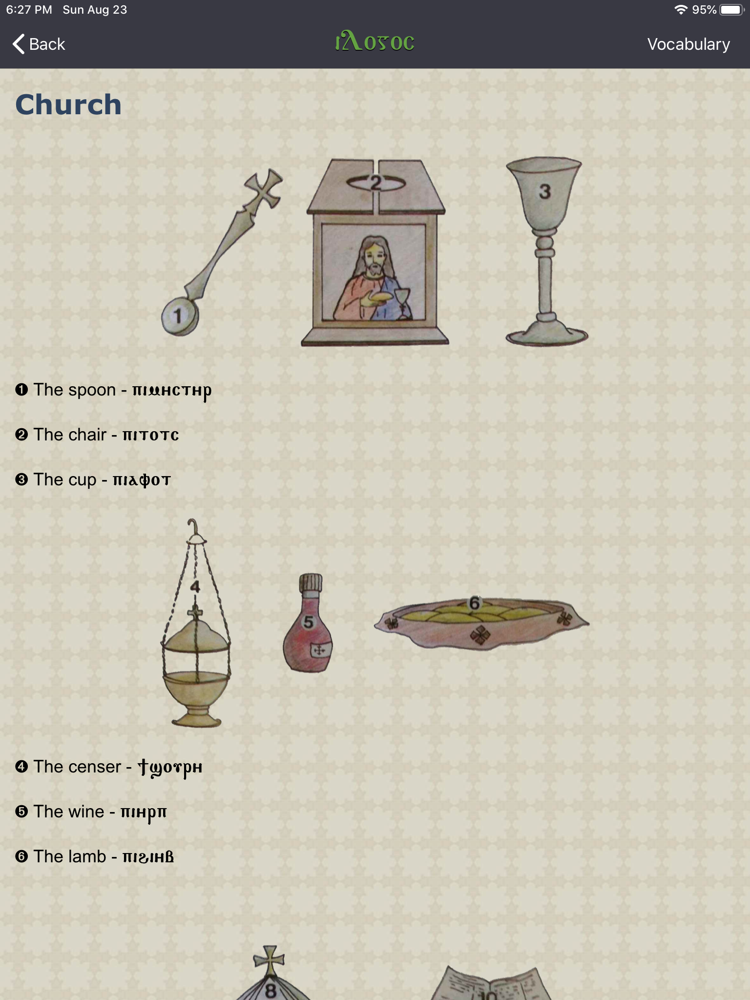 6:27 PM Sun Aug 23 95%
Back ⲓⲗⲟⲅⲟⲥ Vocabulary
Church
1 2 3
❶ The spoon - ⲡⲓⲙⲏⲥⲧⲏⲣ
❷ The chair - ⲡⲓⲧⲟⲧⲥ
❸ The cup - ⲡⲓⲁⲫⲟⲧ
4 5 6
❹ The censer - ϯϣⲟⲩⲣⲏ
❺ The wine - ⲡⲓⲏⲣⲡ
❻ The lamb - ⲡⲓϩⲓⲏⲃ
8 10